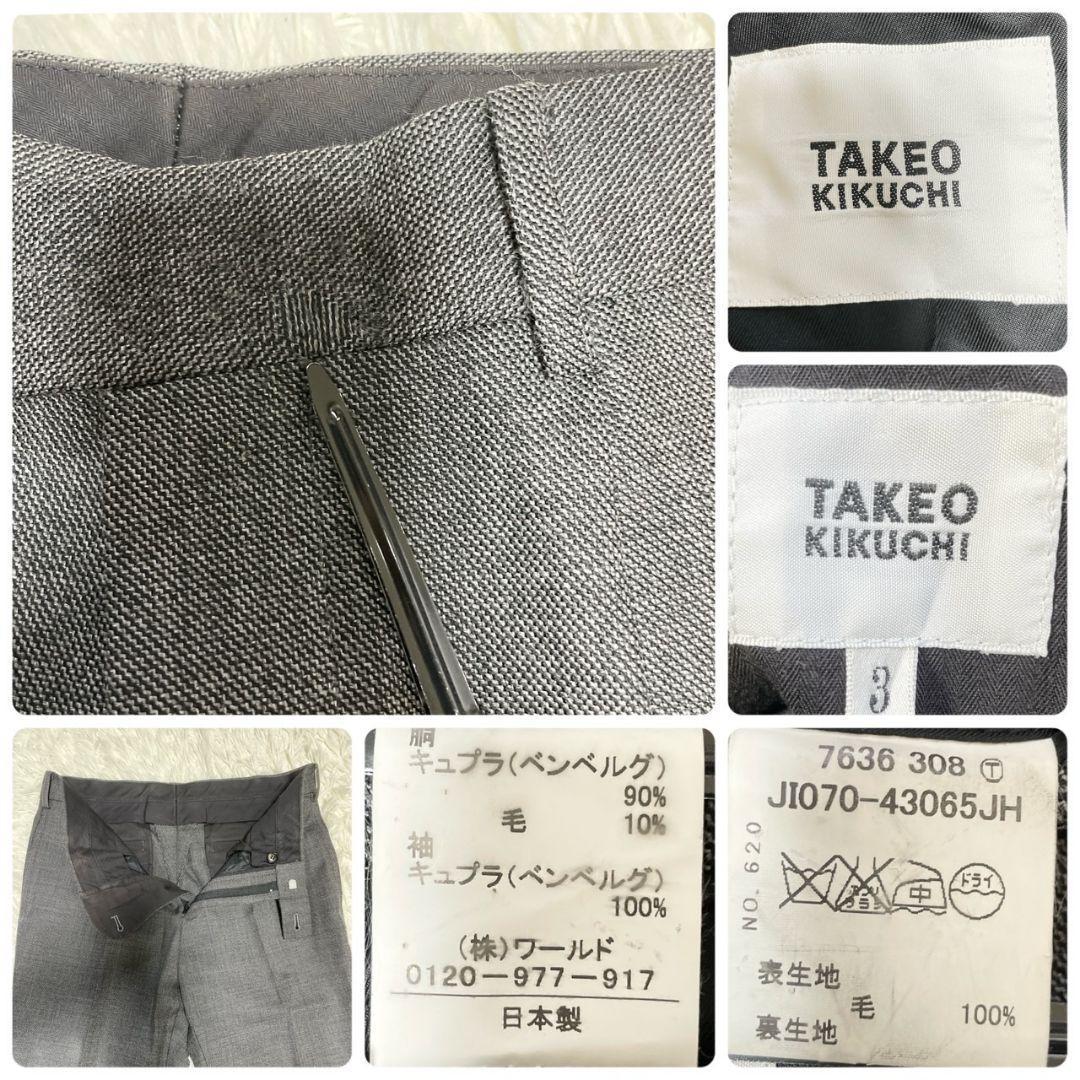 TAKEO
KIKUCHI
TAKEO
KIKUCHI
3
胴
キュプラ(ベンベルグ)
90%
毛 10%
袖
キュプラ(ベンベルグ)
100%
(株)ワールド
0120-977-917
日本製
7636 308 Ⓣ
JI070-43065JH
NO. 620
中
ドライ
表生地
毛 100%
裏生地